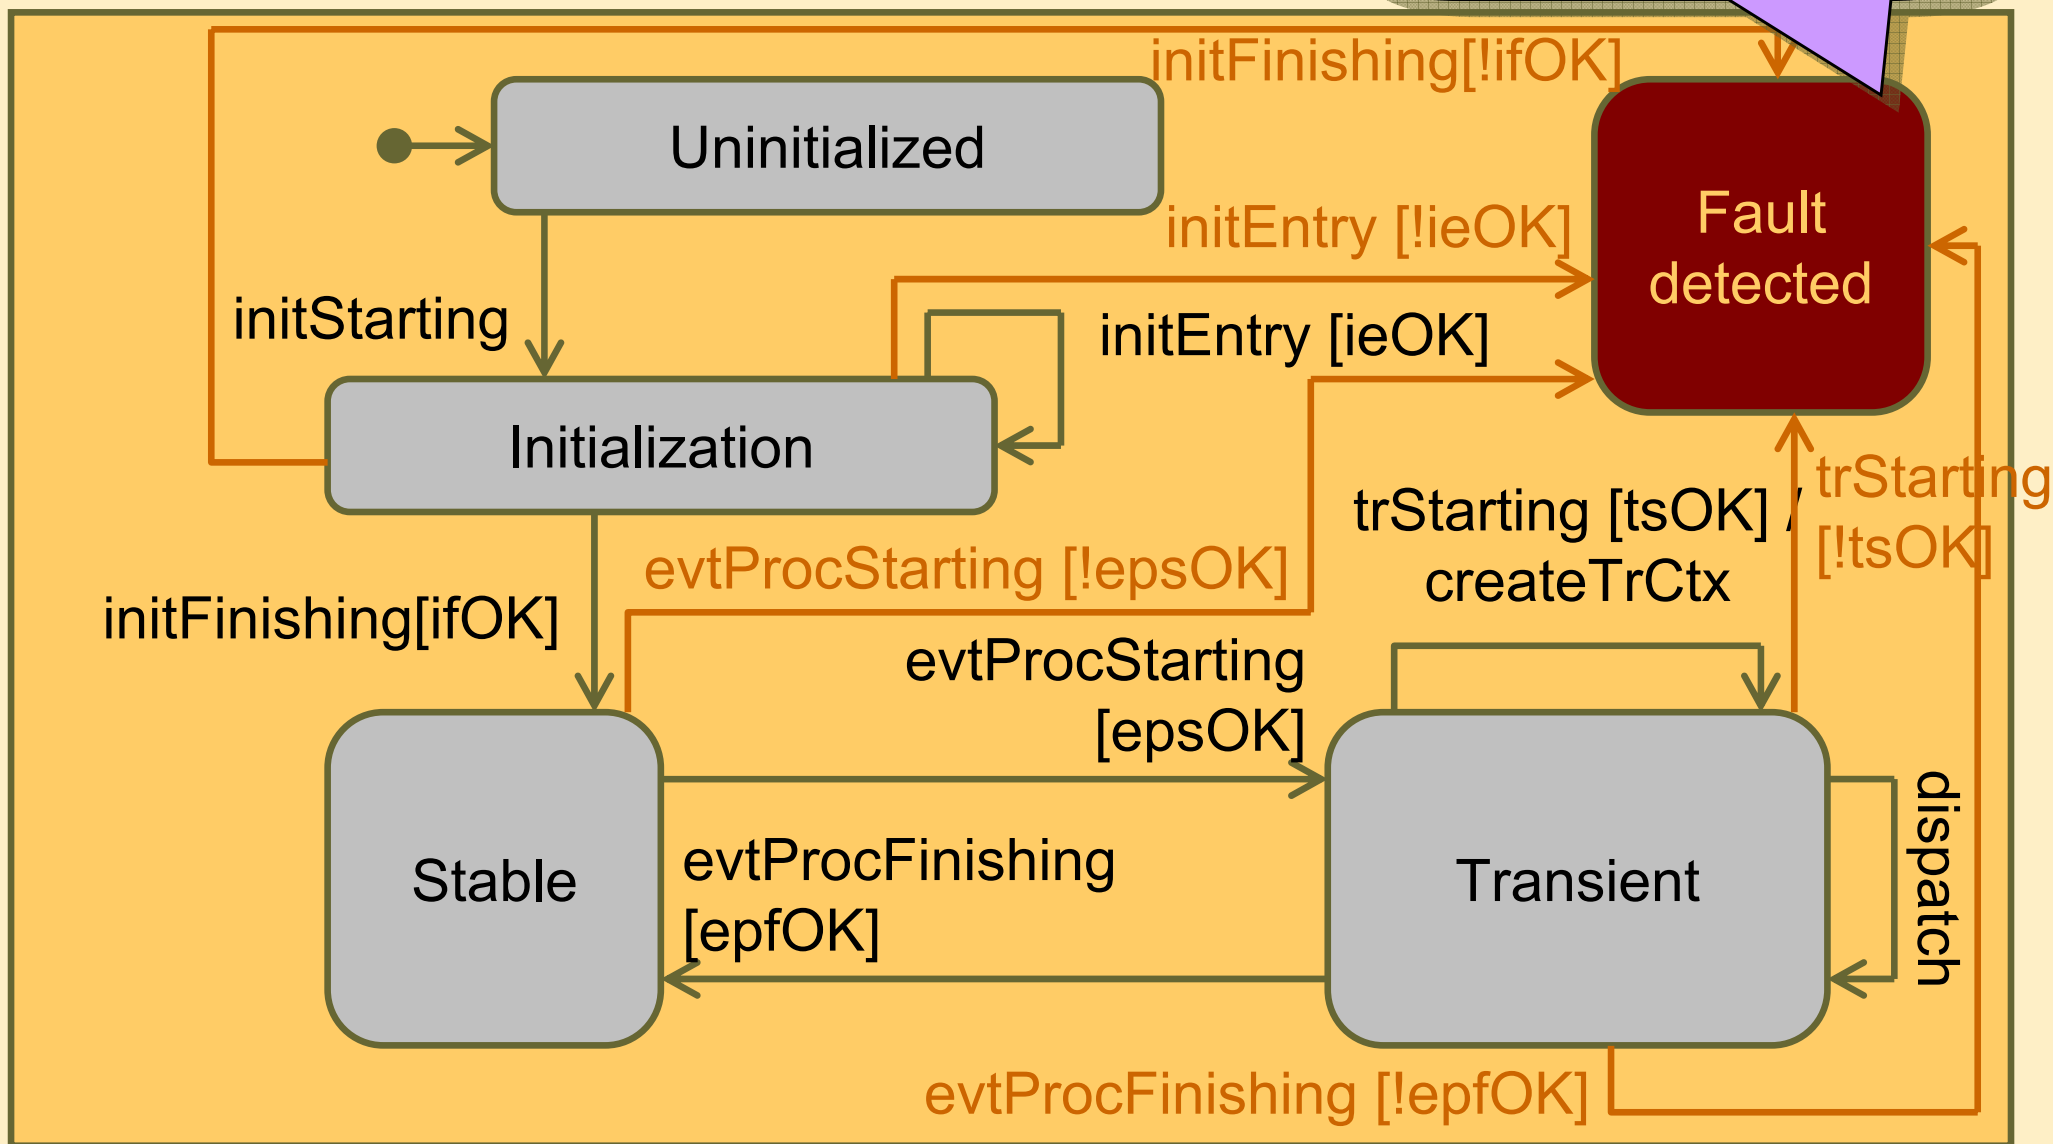 initFinishing[!ifOK]
Uninitialized
initEntry [!ieOK]
Fault
detected
initStarting
initEntry [ieOK]
Initialization
trStarting
[!tsOK]
trStarting [tsOK] /
createTrCtx
evtProcStarting [!epsOK]
initFinishing[ifOK]
evtProcStarting
[epsOK]
dispatch
evtProcFinishing
[epfOK]
Stable
Transient
evtProcFinishing [!epfOK]